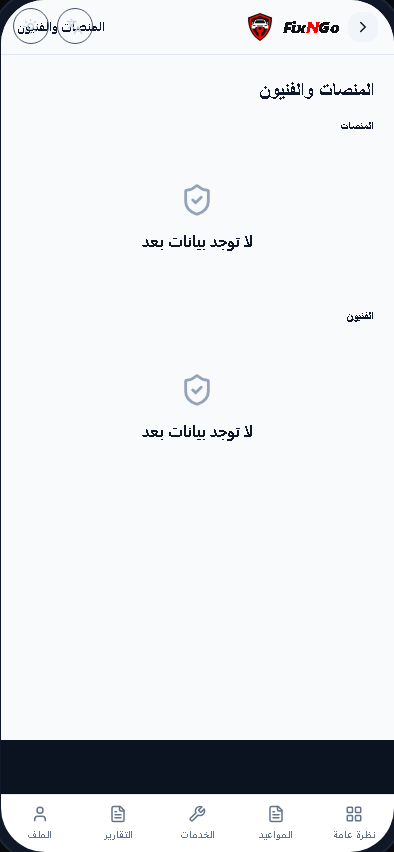 FixNGo
المنصات والفنيون
المنصات والفنيون
المنصات
لا توجد بيانات بعد
الفنيون
لا توجد بيانات بعد
نظرة عامة
المواعيد
الخدمات
التقارير
الملف